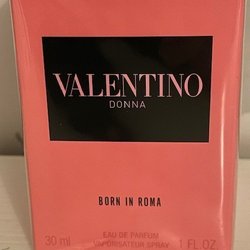 VALENTINO
DONNA
BORN IN ROMA
EAU DE PARFUM
30 ml VAPORISATEUR SPRAY 1 FL OZ